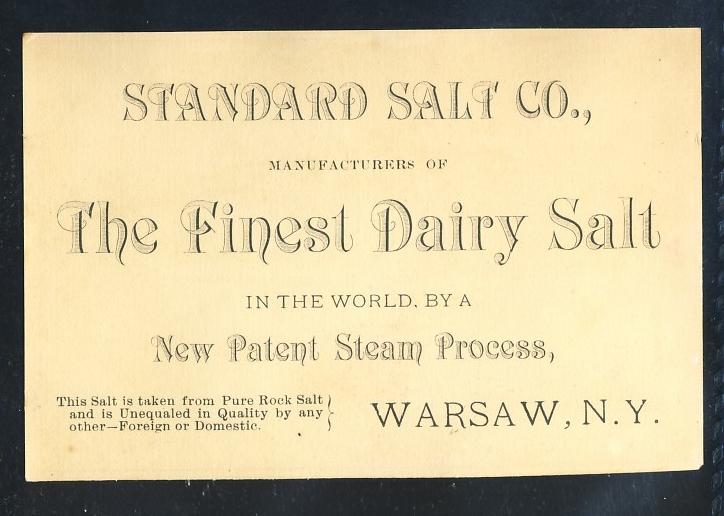 STANDARD SALT CO.,
MANUFACTURERS OF
The Finest Dairy Salt
IN THE WORLD, BY A
New Patent Steam Process,
This Salt is taken from Pure Rock Salt
and is Unequaled in Quality by any
other—Foreign or Domestic.
WARSAW, N.Y.